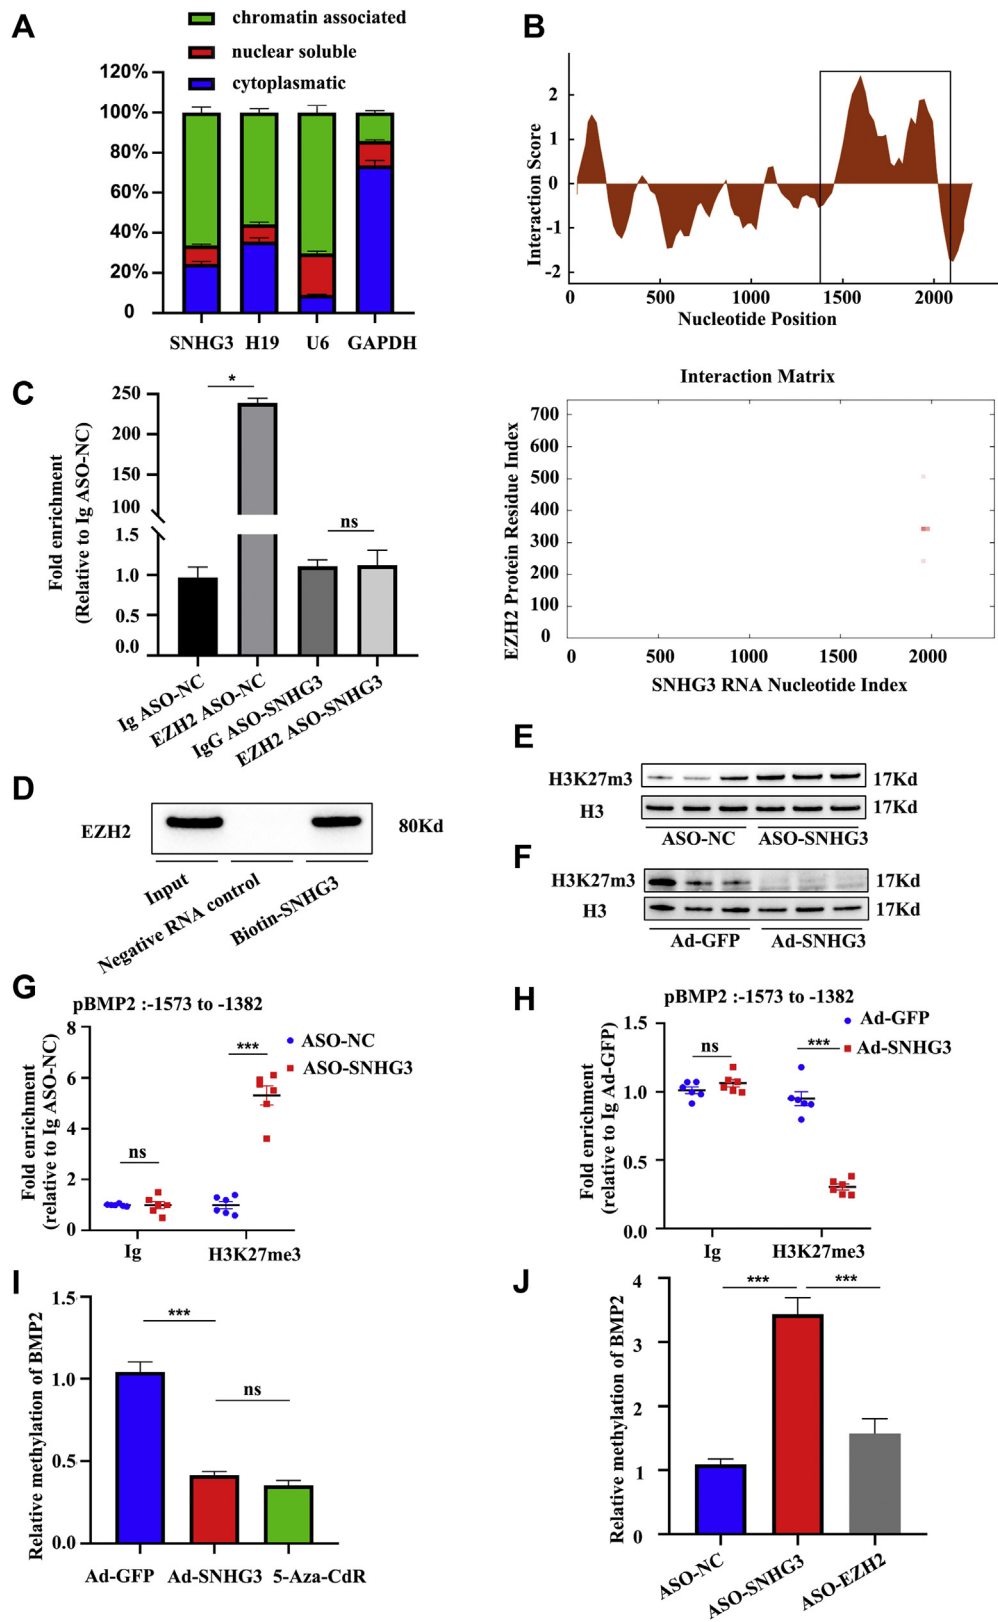 A
chromatin associated
nuclear soluble
cytoplasmatic
120%
100%
80%
60%
40%
20%
0
SNHG3 H19 U6 GAPDH
B
Interaction Score
2
1
0
-1
-2
0 500 1000 1500 2000
Nucleotide Position
Interaction Matrix
EZH2 Protein Residue Index
700
600
500
400
300
200
100
0
0 500 1000 1500 2000
SNHG3 RNA Nucleotide Index
C
Fold enrichment
(Relative to Ig ASO-NC)
250
200
150
100
1.5
1.0
0.5
0.0
*
ns
Ig ASO-NC
EZH2 ASO-NC
IgG ASO-SNHG3
EZH2 ASO-SNHG3
D
EZH2
80Kd
Input
Negative RNA control
Biotin-SNHG3
E
H3K27m3 17Kd
H3 17Kd
ASO-NC ASO-SNHG3
F
H3K27m3 17Kd
H3 17Kd
Ad-GFP Ad-SNHG3
G
pBMP2 :-1573 to -1382
Fold enrichment
(relative to Ig ASO-NC)
8
6
4
2
0
ASO-NC
ASO-SNHG3
ns
***
Ig H3K27me3
H
pBMP2 :-1573 to -1382
Fold enrichment
(relative to Ig Ad-GFP)
1.5
1.0
0.5
0.0
Ad-GFP
Ad-SNHG3
ns
***
Ig H3K27me3
I
Relative methylation of BMP2
1.5
1.0
0.5
0.0
***
ns
Ad-GFP Ad-SNHG3 5-Aza-CdR
J
Relative methylation of BMP2
4
3
2
1
0
*** ***
ASO-NC
ASO-SNHG3
ASO-EZH2